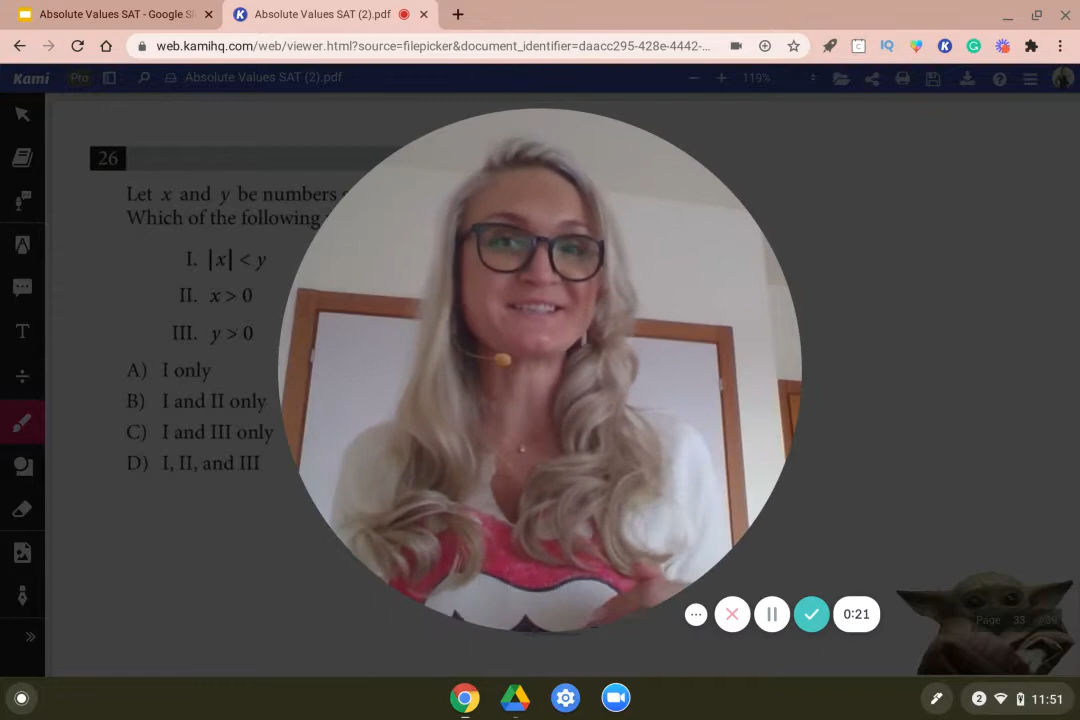 Absolute Values SAT - Google Sl
Absolute Values SAT (2).pdf
web.kamihq.com/web/viewer.html?source=filepicker&document_identifier=daacc295-428e-4442-...
IQ
K
Kami Pro Absolute Values SAT (2).pdf 119%
26
Let x and y be numbers
Which of the following
I. |x| < y
II. x > 0
III. y > 0
A) I only
B) I and II only
C) I and III only
D) I, II, and III
T
0:21
Page 33 / 39
2 11:51